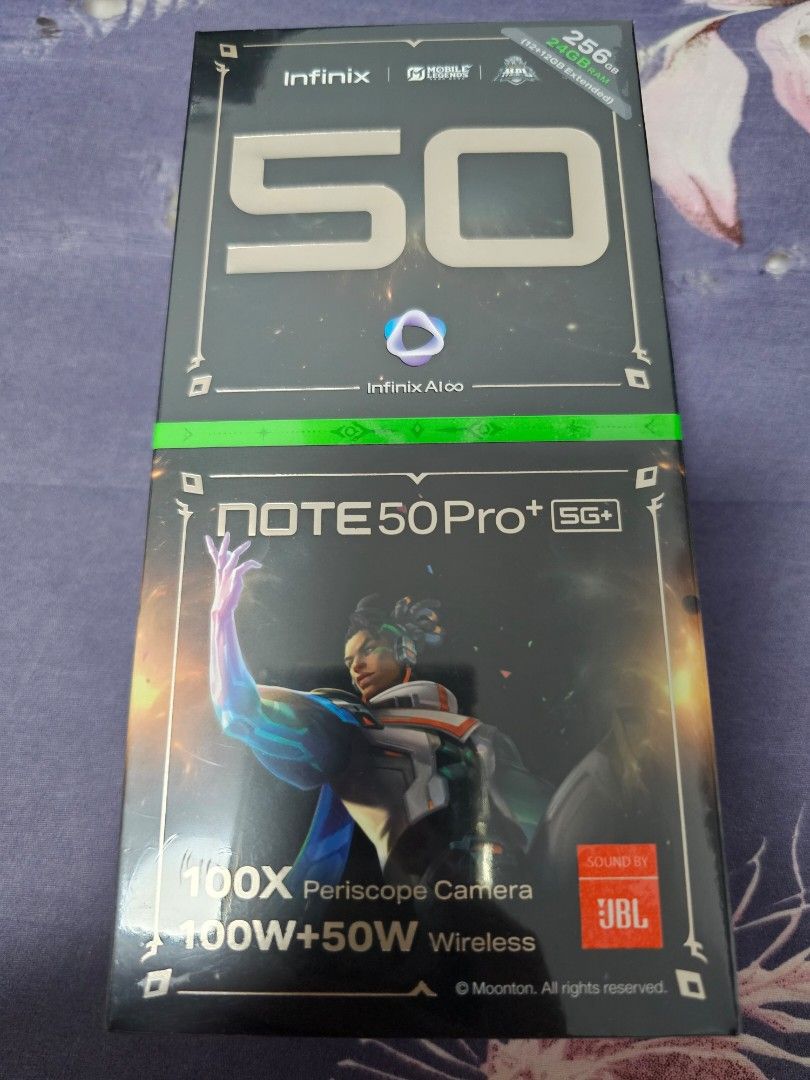 256GB
24GB RAM
(12+12GB Extended)
Infinix | MOBILE LEGENDS
50
Infinix AI∞
NOTE50Pro+ 5G+
100X Periscope Camera
100W+50W Wireless
SOUND BY
JBL
© Moonton. All rights reserved.